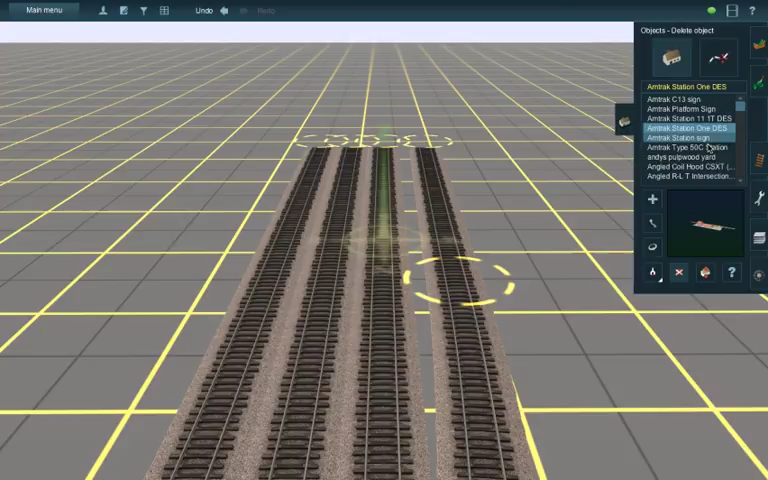 Main menu
Undo
Redo
?
Objects - Delete object
Amtrak Station One DES
Amtrak C13 sign
Amtrak Platform Sign
Amtrak Station 11 1T DES
Amtrak Station One DES
Amtrak Station sign
Amtrak Type 50C Station
andys pulpwood yard
Angled Coil Hood CSXT (...
Angled R-L T Intersection...
?